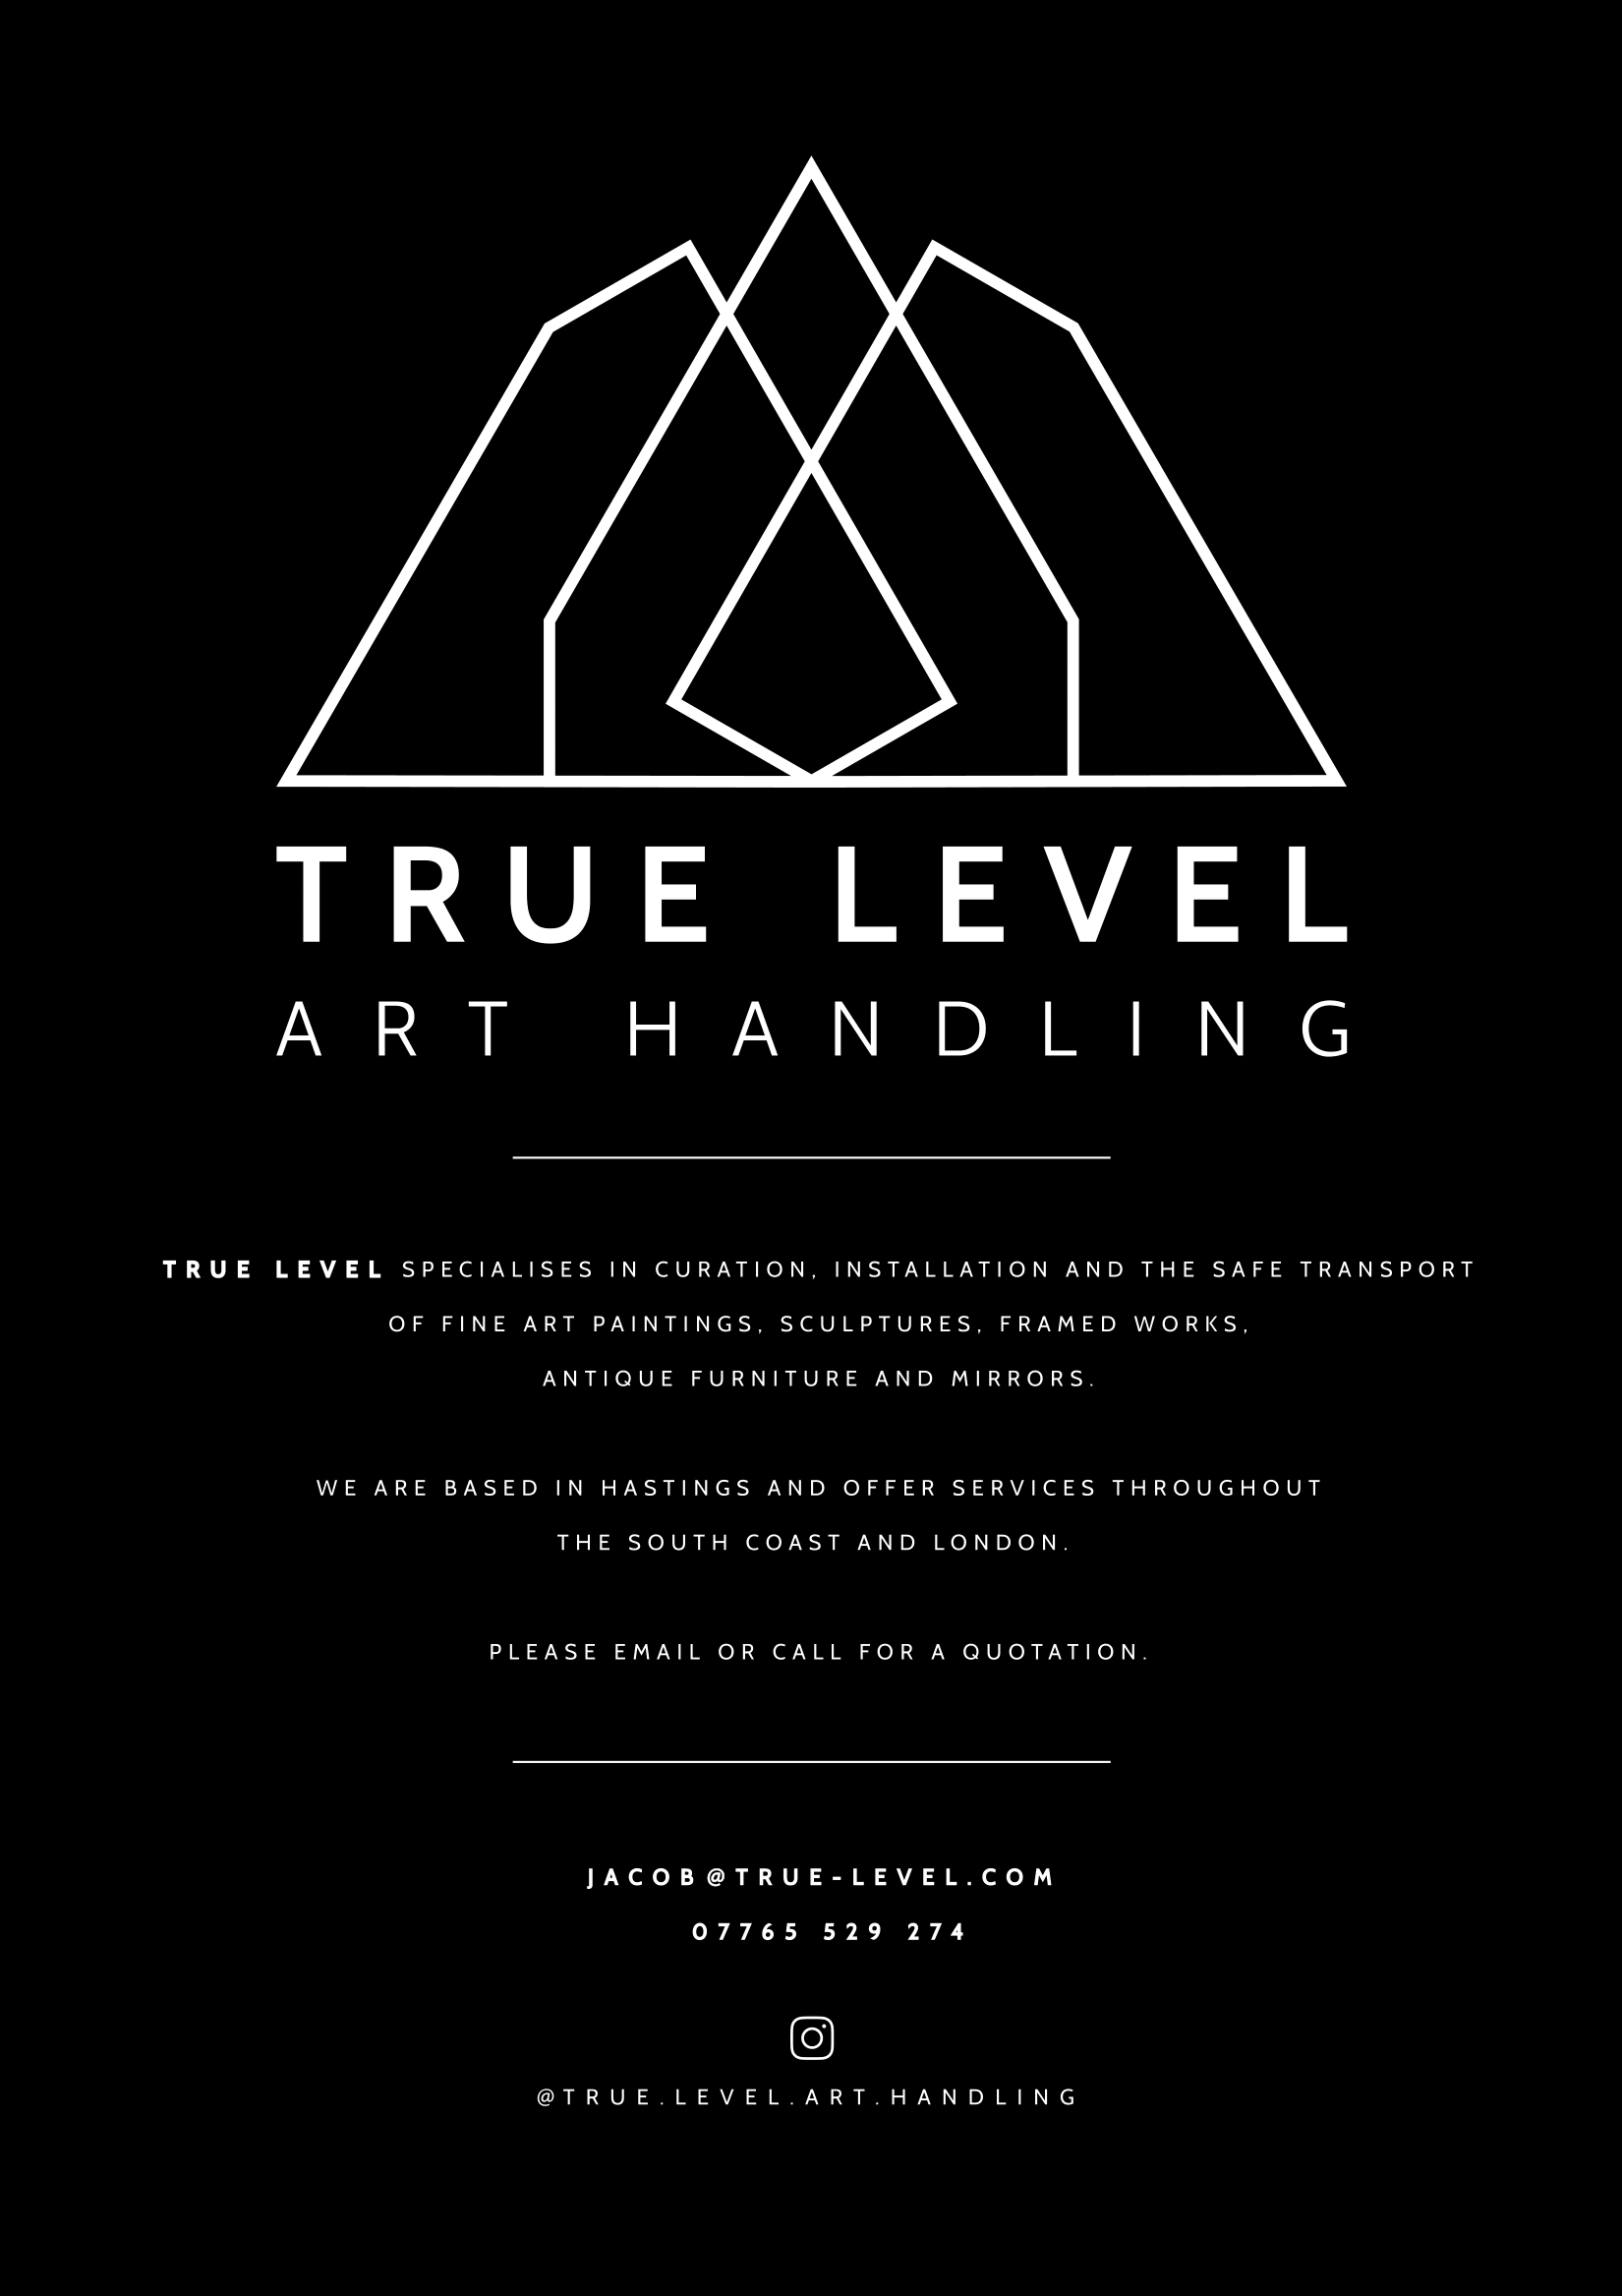 TRUE LEVEL
ART HANDLING
TRUE LEVEL SPECIALISES IN CURATION, INSTALLATION AND THE SAFE TRANSPORT
OF FINE ART PAINTINGS, SCULPTURES, FRAMED WORKS,
ANTIQUE FURNITURE AND MIRRORS.
WE ARE BASED IN HASTINGS AND OFFER SERVICES THROUGHOUT
THE SOUTH COAST AND LONDON.
PLEASE EMAIL OR CALL FOR A QUOTATION.
JACOB@TRUE-LEVEL.COM
07765 529 274
@TRUE.LEVEL.ART.HANDLING